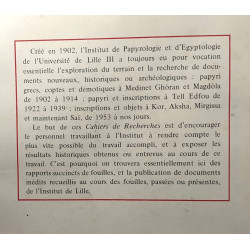 Créé en 1902, l'Institut de Papyrologie et d'Egyptologie
de l'Université de Lille III a toujours eu pour vocation
essentielle l'exploration du terrain et la recherche de docu-
ments nouveaux, historiques ou archéologiques : papyri
grecs, coptes et démotiques à Medinet Ghôran et Magdôla
de 1902 à 1914 ; papyri et inscriptions à Tell Edfou de
1922 à 1939 ; inscriptions et objets à Kor, Aksha, Mirgissa
et maintenant Saï, de 1953 à nos jours.
Le but de ces Cahiers de Recherches est d'encourager
le personnel travaillant à l'Institut à rendre compte le plus
vite possible du travail accompli, et à exposer les
résultats historiques obtenus ou entrevus au cours de ce
travail. C'est pourquoi on trouvera essentiellement ici des
rapports succincts de fouilles, et la publication de documents
inédits recueillis au cours des fouilles, passées ou présentes,
de l'Institut de Lille.